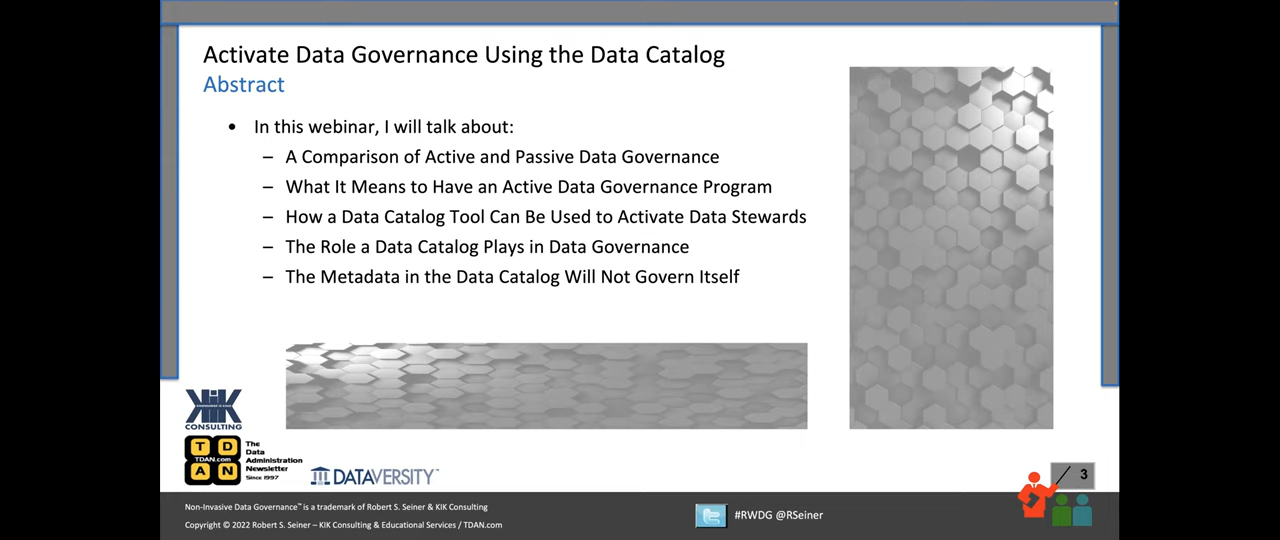 Activate Data Governance Using the Data Catalog
Abstract
• In this webinar, I will talk about:
– A Comparison of Active and Passive Data Governance
– What It Means to Have an Active Data Governance Program
– How a Data Catalog Tool Can Be Used to Activate Data Stewards
– The Role a Data Catalog Plays in Data Governance
– The Metadata in the Data Catalog Will Not Govern Itself
KIK
CONSULTING
T D
TDAN.com
A N
The
Data
Administration
Newsletter
Since 1997
DATAVERSITY™
3
Non-Invasive Data Governance™ is a trademark of Robert S. Seiner & KIK Consulting
Copyright © 2022 Robert S. Seiner – KIK Consulting & Educational Services / TDAN.com
#RWDG @RSeiner